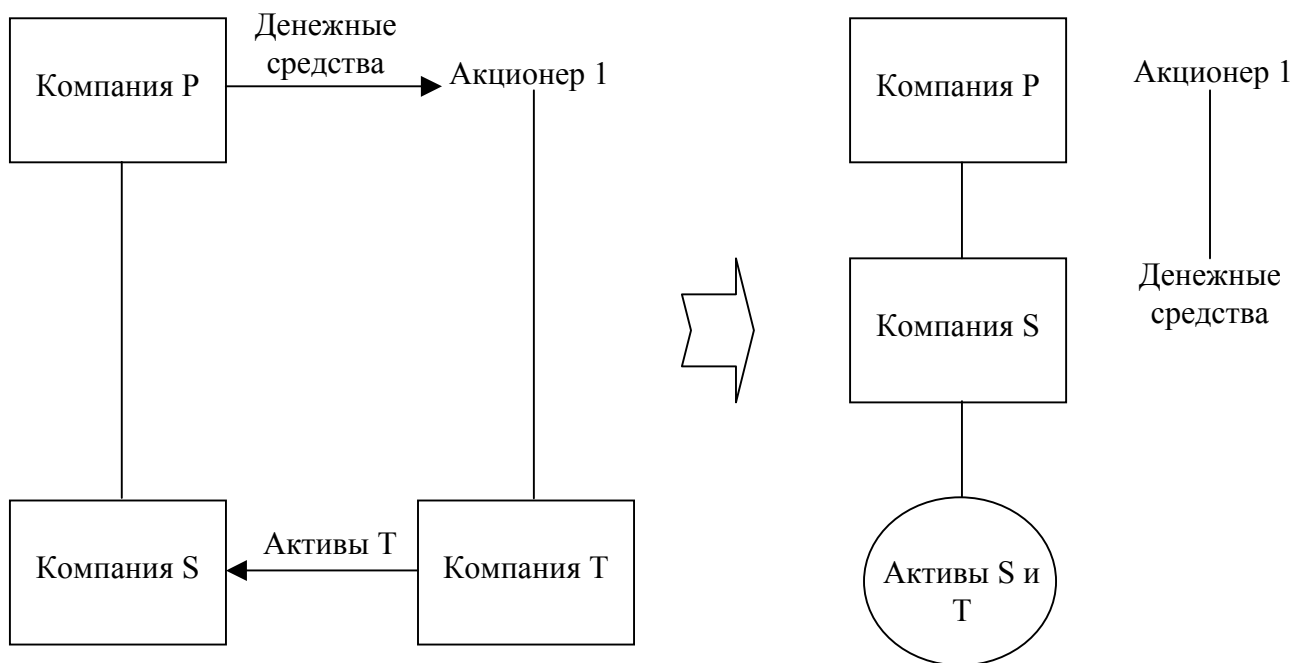 Денежные
средства
Компания P
Акционер 1
Компания S
Активы T
Компания T
Компания P
Акционер 1
Компания S
Денежные
средства
Активы S и
T